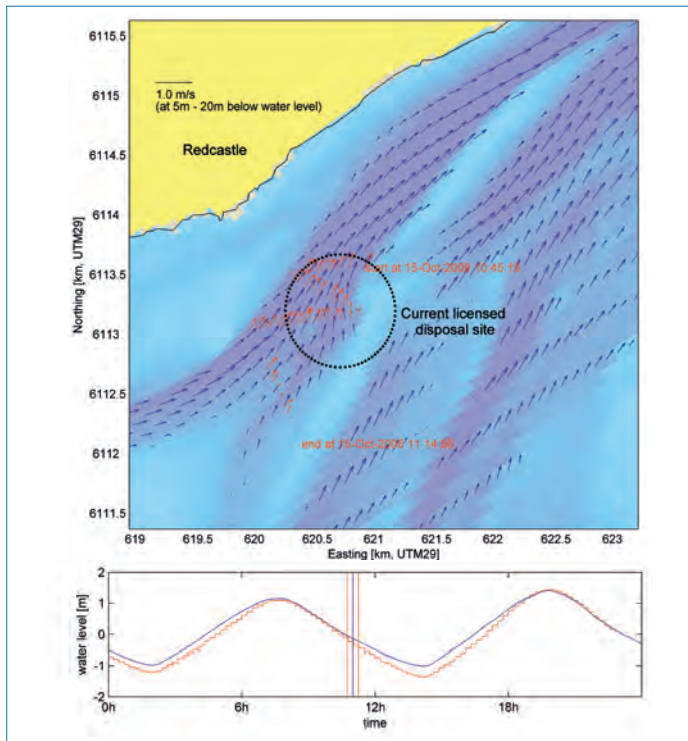 6115.5
6115
6114.5
6114
6113.5
6113
6112.5
6112
6111.5
Northing [km, UTM29]
1.0 m/s
(at 5m - 20m below water level)
Redcastle
start at 15-Oct-2009 10:45
Current licensed
disposal site
end at 15-Oct-2009 11:14
619
619.5
620
620.5
621
621.5
622
622.5
623
Easting [km, UTM29]
2
1
0
-1
-2
water level [m]
0h
6h
12h
18h
time